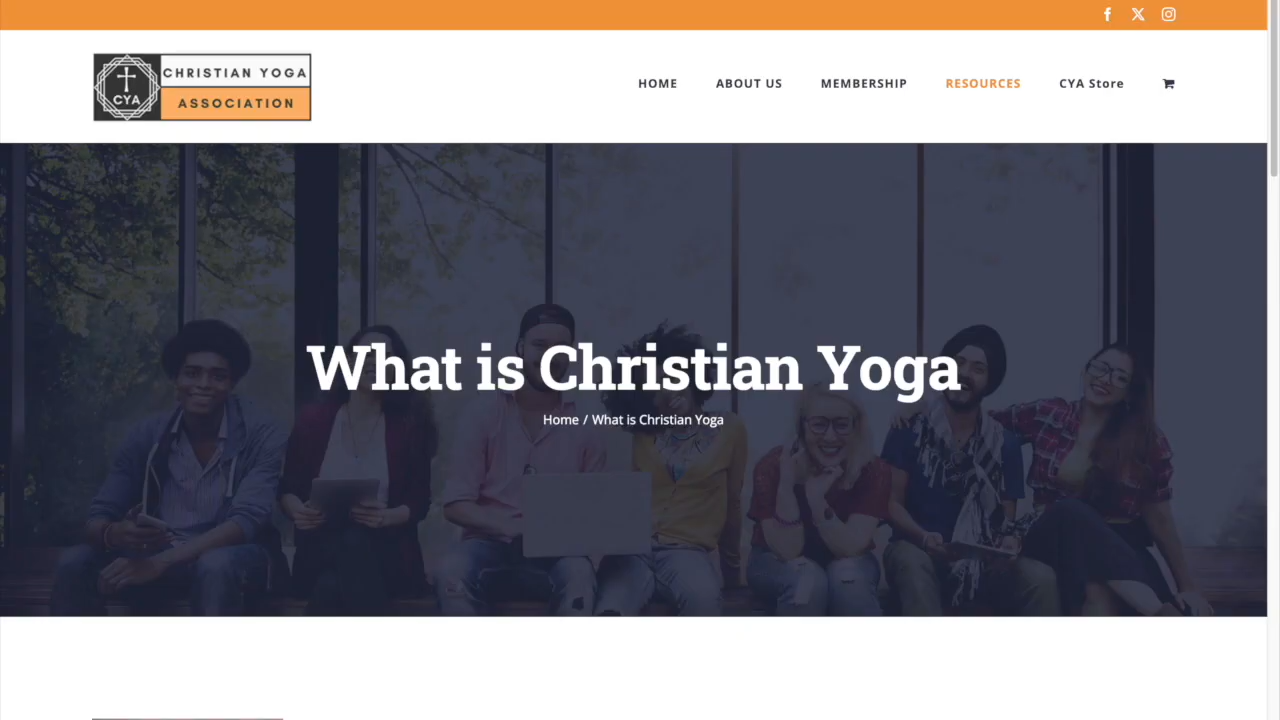 CHRISTIAN YOGA
ASSOCIATION
CYA
HOME
ABOUT US
MEMBERSHIP
RESOURCES
CYA Store
What is Christian Yoga
Home / What is Christian Yoga